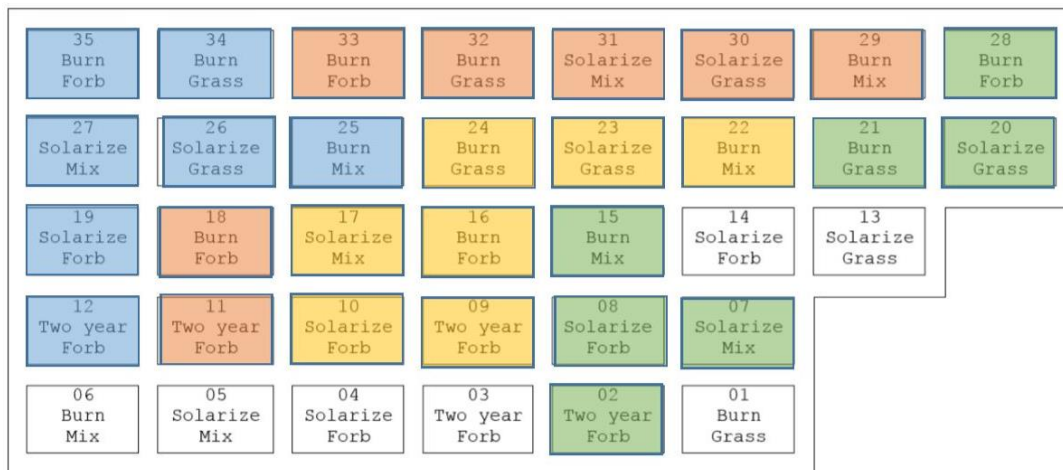 35 34 33 32 31 30 29 28
Burn Burn Burn Burn Solarize Solarize Burn Burn
Forb Grass Forb Grass Mix Grass Mix Forb
27 26 25 24 23 22 21 20
Solarize Solarize Burn Burn Solarize Burn Burn Solarize
Mix Grass Mix Grass Grass Mix Grass Grass
19 18 17 16 15 14 13
Solarize Burn Solarize Burn Burn Solarize Solarize
Forb Forb Mix Forb Mix Forb Grass
12 11 10 09 08 07
Two year Two year Solarize Two year Solarize Solarize
Forb Forb Forb Forb Forb Mix
06 05 04 03 02 01
Burn Solarize Solarize Two year Two year Burn
Mix Mix Forb Forb Forb Grass